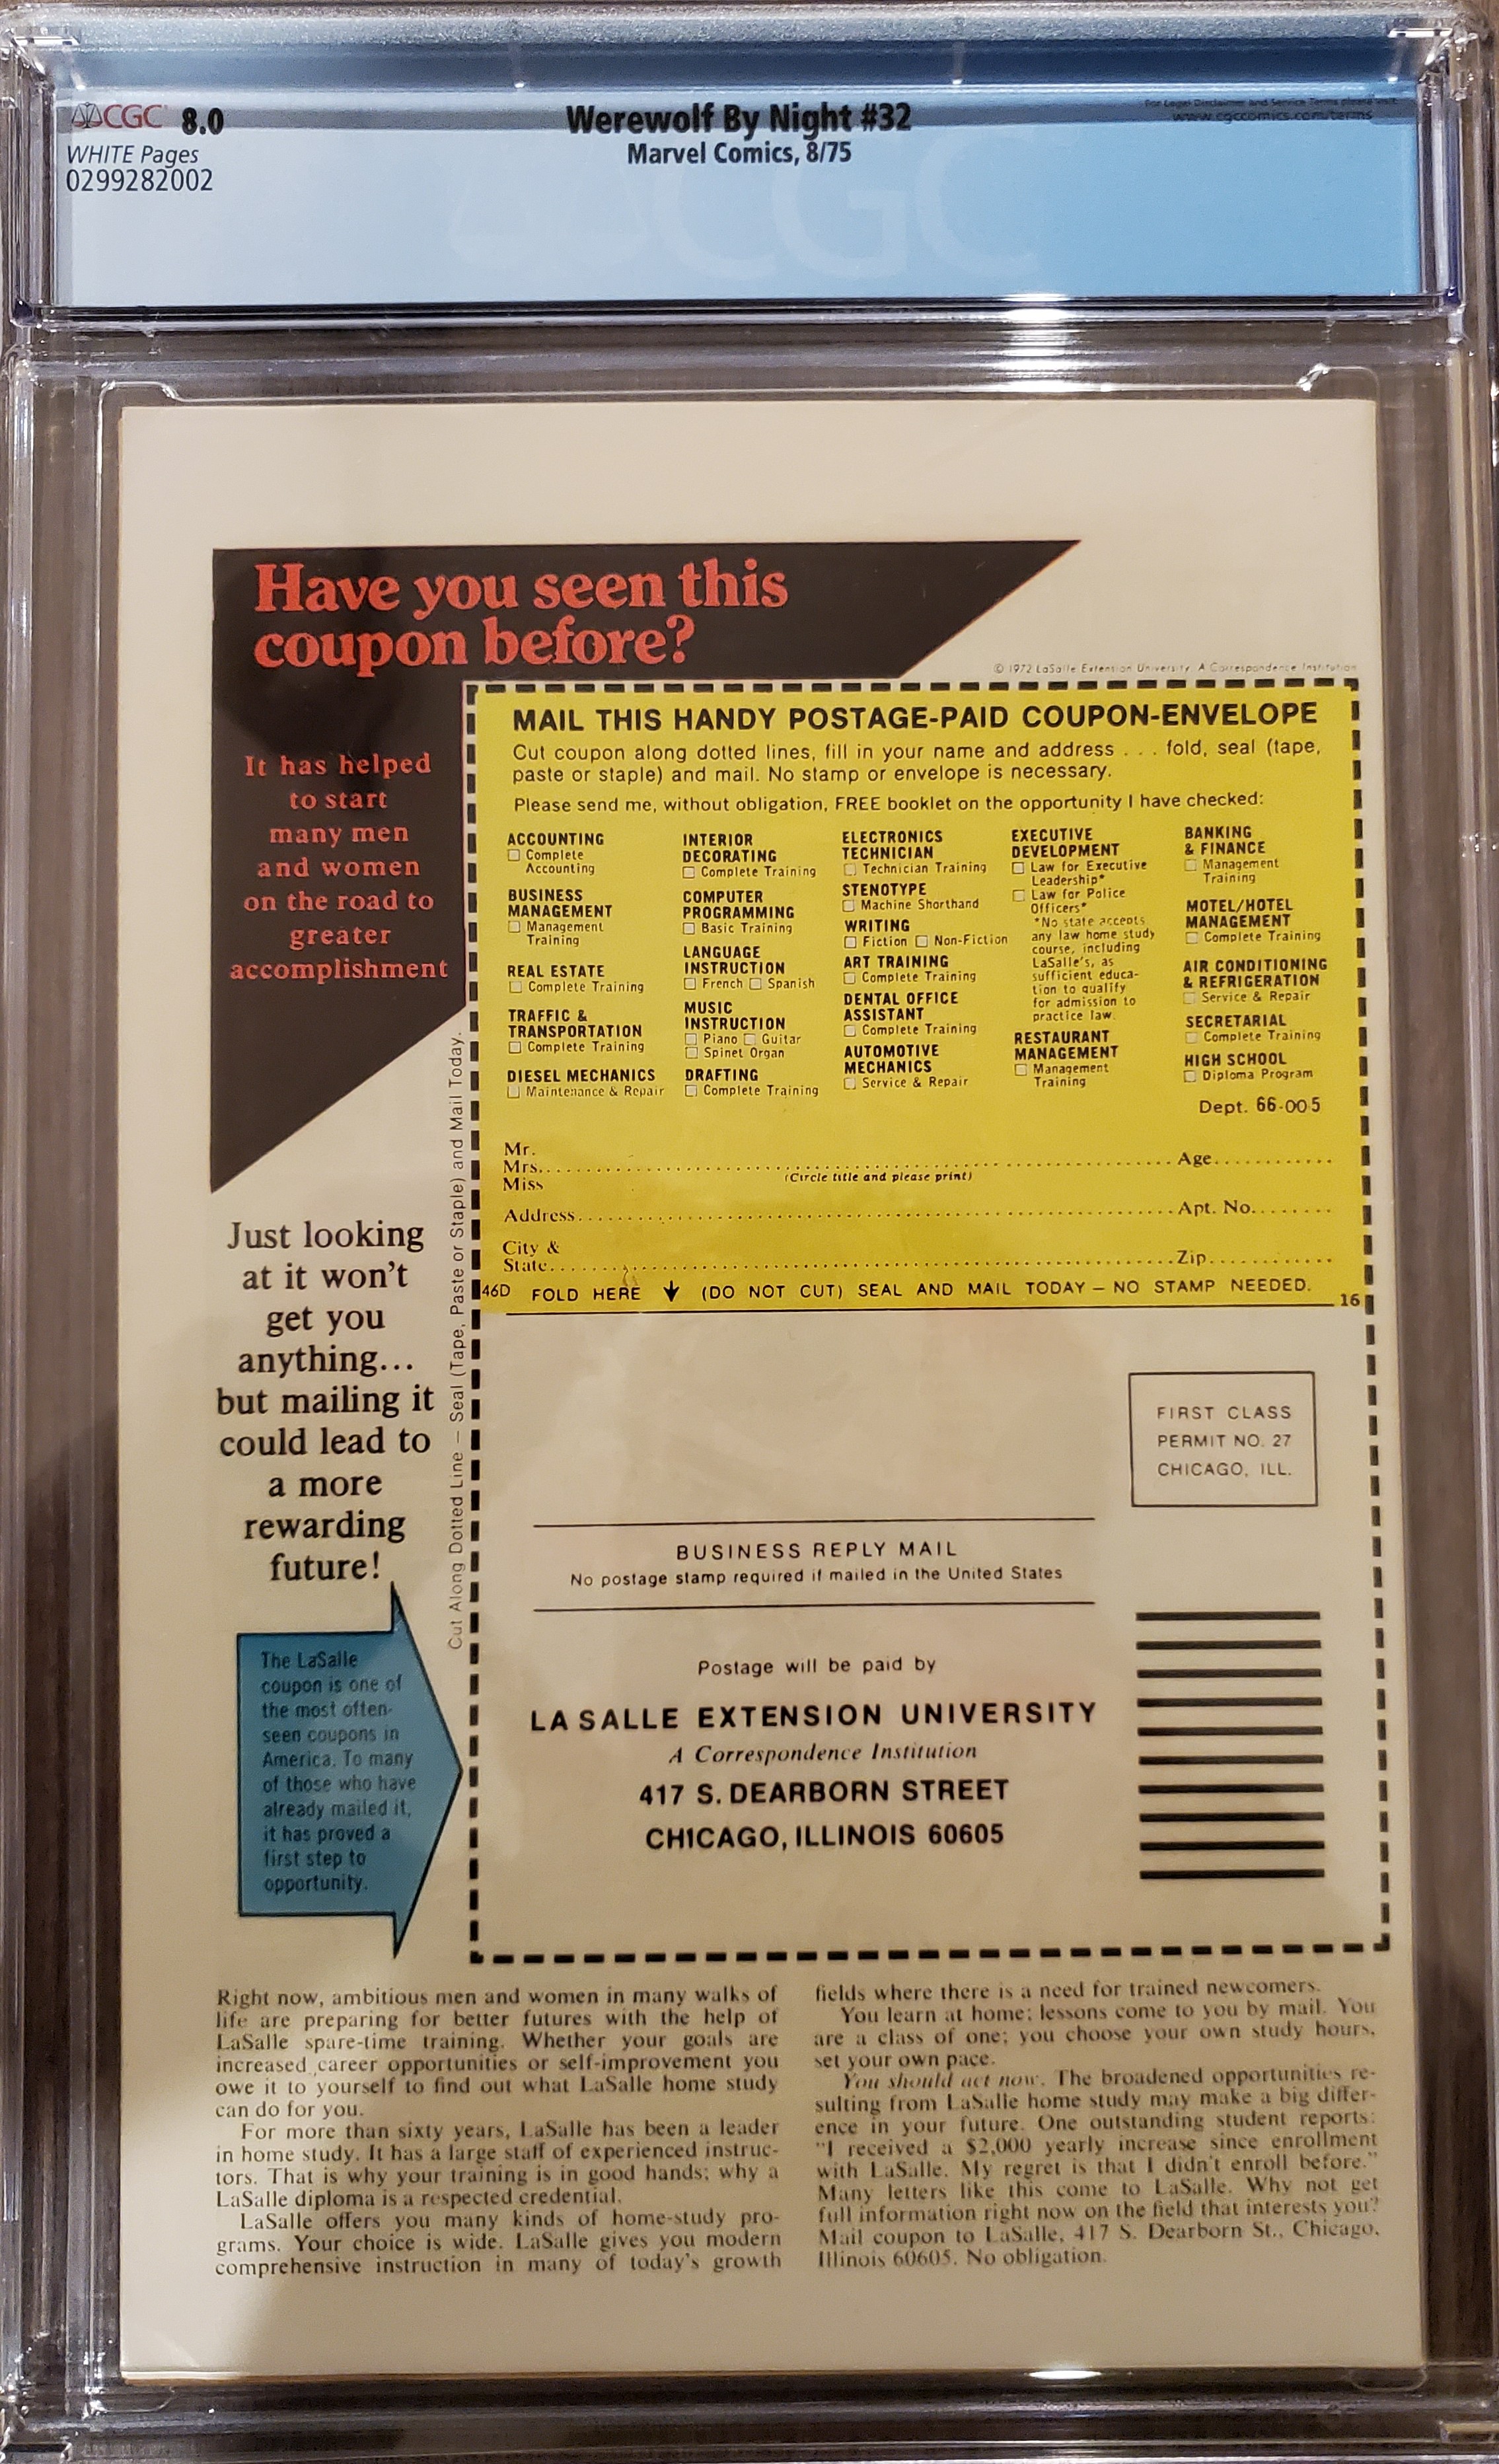 CGC 8.0
WHITE Pages
0299282002
Werewolf By Night #32
Marvel Comics, 8/75
For Legal Disclaimer and Service Terms please visit:
www.cgccomics.com/terms
CGC
Have you seen this
coupon before?
It has helped
to start
many men
and women
on the road to
greater
accomplishment
© 1972 LaSalle Extension University A Correspondence Institution
MAIL THIS HANDY POSTAGE-PAID COUPON-ENVELOPE
Cut coupon along dotted lines, fill in your name and address . . . fold, seal (tape,
paste or staple) and mail. No stamp or envelope is necessary.
Please send me, without obligation, FREE booklet on the opportunity I have checked:
ACCOUNTING
Complete
Accounting
BUSINESS
MANAGEMENT
Management
Training
REAL ESTATE
Complete Training
TRAFFIC &
TRANSPORTATION
Complete Training
DIESEL MECHANICS
Maintenance & Repair
INTERIOR
DECORATING
Complete Training
COMPUTER
PROGRAMMING
Basic Training
LANGUAGE
INSTRUCTION
French Spanish
MUSIC
INSTRUCTION
Piano Guitar
Spinet Organ
DRAFTING
Complete Training
ELECTRONICS
TECHNICIAN
Technician Training
STENOTYPE
Machine Shorthand
WRITING
Fiction Non-Fiction
ART TRAINING
Complete Training
DENTAL OFFICE
ASSISTANT
Complete Training
AUTOMOTIVE
MECHANICS
Service & Repair
EXECUTIVE
DEVELOPMENT
Law for Executive
Leadership*
Law for Police
Officers*
*No state accepts
any law home study
course, including
LaSalle's, as
sufficient educa-
tion to qualify
for admission to
practice law.
RESTAURANT
MANAGEMENT
Management
Training
BANKING
& FINANCE
Management
Training
MOTEL/HOTEL
MANAGEMENT
Complete Training
AIR CONDITIONING
& REFRIGERATION
Service & Repair
SECRETARIAL
Complete Training
HIGH SCHOOL
Diploma Program
Dept. 66-005
Mr.
Mrs. Age
Miss
(Circle title and please print)
Address Apt. No.
City &
State Zip
46D FOLD HERE (DO NOT CUT) SEAL AND MAIL TODAY – NO STAMP NEEDED.
16
Cut Along Dotted Line – Seal (Tape, Paste or Staple) and Mail Today.
Just looking
at it won't
get you
anything...
but mailing it
could lead to
a more
rewarding
future!
FIRST CLASS
PERMIT NO. 27
CHICAGO, ILL.
BUSINESS REPLY MAIL
No postage stamp required if mailed in the United States
Postage will be paid by
LA SALLE EXTENSION UNIVERSITY
A Correspondence Institution
417 S. DEARBORN STREET
CHICAGO, ILLINOIS 60605
The LaSalle
coupon is one of
the most often-
seen coupons in
America. To many
of those who have
already mailed it,
it has proved a
first step to
opportunity.
Right now, ambitious men and women in many walks of
life are preparing for better futures with the help of
LaSalle spare-time training. Whether your goals are
increased career opportunities or self-improvement you
owe it to yourself to find out what LaSalle home study
can do for you.
For more than sixty years, LaSalle has been a leader
in home study. It has a large staff of experienced instruc-
tors. That is why your training is in good hands; why a
LaSalle diploma is a respected credential.
LaSalle offers you many kinds of home-study pro-
grams. Your choice is wide. LaSalle gives you modern
comprehensive instruction in many of today's growth
fields where there is a need for trained newcomers.
You learn at home; lessons come to you by mail. You
are a class of one; you choose your own study hours,
set your own pace.
You should act now. The broadened opportunities re-
sulting from LaSalle home study may make a big differ-
ence in your future. One outstanding student reports:
"I received a $2,000 yearly increase since enrollment
with LaSalle. My regret is that I didn't enroll before."
Many letters like this come to LaSalle. Why not get
full information right now on the field that interests you?
Mail coupon to LaSalle, 417 S. Dearborn St., Chicago,
Illinois 60605. No obligation.